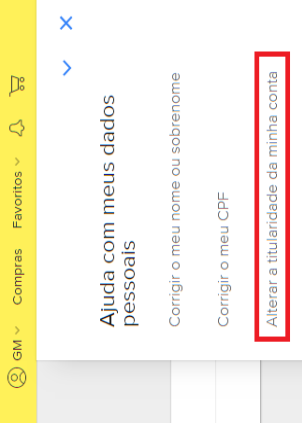 GM Compras Favoritos
Ajuda com meus dados
pessoais
Corrigir o meu nome ou sobrenome
Corrigir o meu CPF
Alterar a titularidade da minha conta